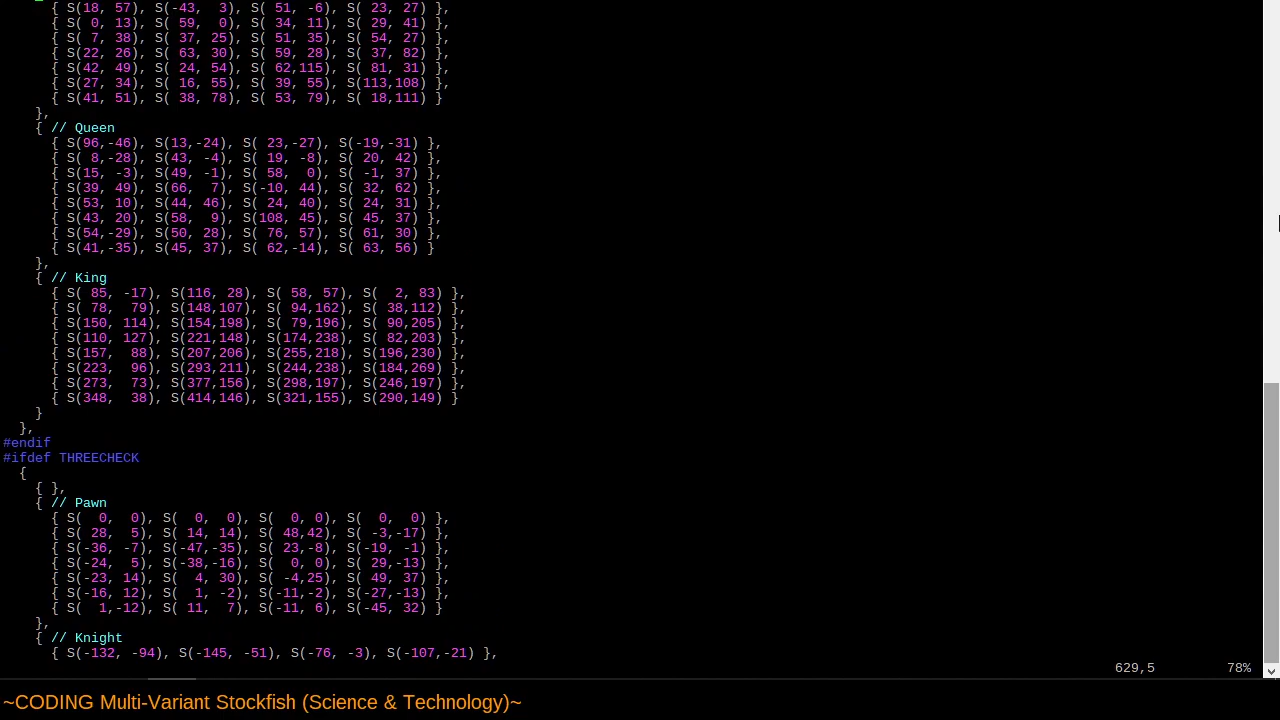 { S(18, 57), S(-43,  3), S( 51, -6), S( 23, 27) },
{ S( 0, 13), S( 59,  0), S( 34, 11), S( 29, 41) },
{ S( 7, 38), S( 37, 25), S( 51, 35), S( 54, 27) },
{ S(22, 26), S( 63, 30), S( 59, 28), S( 37, 82) },
{ S(42, 49), S( 24, 54), S( 62,115), S( 81, 31) },
{ S(27, 34), S( 16, 55), S( 39, 55), S(113,108) },
{ S(41, 51), S( 38, 78), S( 53, 79), S( 18,111) }
},
{ // Queen
{ S(96,-46), S(13,-24), S( 23,-27), S(-19,-31) },
{ S( 8,-28), S(43, -4), S( 19, -8), S( 20, 42) },
{ S(15, -3), S(49, -1), S( 58,  0), S( -1, 37) },
{ S(39, 49), S(66,  7), S(-10, 44), S( 32, 62) },
{ S(53, 10), S(44, 46), S( 24, 40), S( 24, 31) },
{ S(43, 20), S(58,  9), S(108, 45), S( 45, 37) },
{ S(54,-29), S(50, 28), S( 76, 57), S( 61, 30) },
{ S(41,-35), S(45, 37), S( 62,-14), S( 63, 56) }
},
{ // King
{ S( 85, -17), S(116, 28), S( 58, 57), S(  2, 83) },
{ S( 78,  79), S(148,107), S( 94,162), S( 38,112) },
{ S(150, 114), S(154,198), S( 79,196), S( 90,205) },
{ S(110, 127), S(221,148), S(174,238), S( 82,203) },
{ S(157,  88), S(207,206), S(255,218), S(196,230) },
{ S(223,  96), S(293,211), S(244,238), S(184,269) },
{ S(273,  73), S(377,156), S(298,197), S(246,197) },
{ S(348,  38), S(414,146), S(321,155), S(290,149) }
}
},
#endif
#ifdef THREECHECK
{
{ },
{ // Pawn
{ S(  0,  0), S(  0,  0), S(  0, 0), S(  0,  0) },
{ S( 28,  5), S( 14, 14), S( 48,42), S( -3,-17) },
{ S(-36, -7), S(-47,-35), S( 23,-8), S(-19, -1) },
{ S(-24,  5), S(-38,-16), S(  0, 0), S( 29,-13) },
{ S(-23, 14), S(  4, 30), S( -4,25), S( 49, 37) },
{ S(-16, 12), S(  1, -2), S(-11,-2), S(-27,-13) },
{ S(  1,-12), S( 11,  7), S(-11, 6), S(-45, 32) }
},
{ // Knight
{ S(-132, -94), S(-145, -51), S(-76, -3), S(-107,-21) },
629,5 78%
~CODING Multi-Variant Stockfish (Science & Technology)~